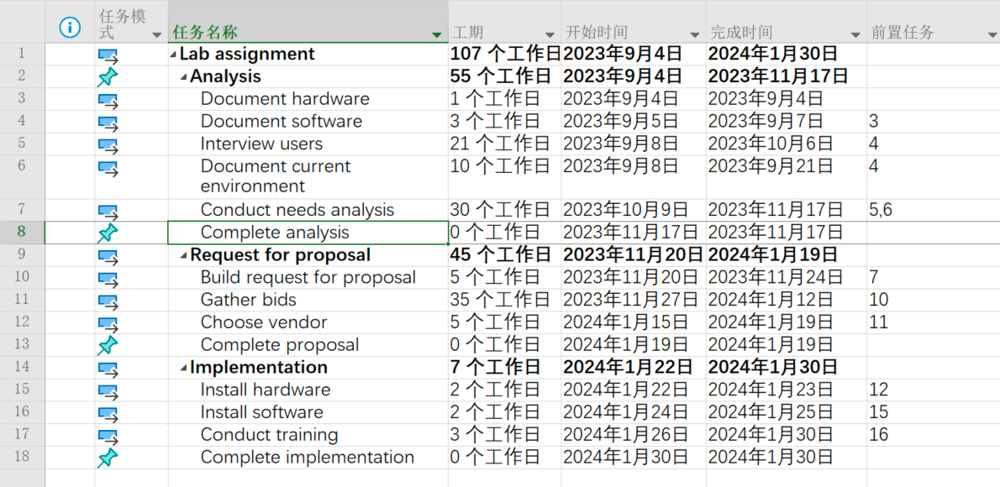 任务模式 任务名称 工期 开始时间 完成时间 前置任务
1 Lab assignment 107 个工作日 2023年9月4日 2024年1月30日
2 Analysis 55 个工作日 2023年9月4日 2023年11月17日
3 Document hardware 1 个工作日 2023年9月4日 2023年9月4日
4 Document software 3 个工作日 2023年9月5日 2023年9月7日 3
5 Interview users 21 个工作日 2023年9月8日 2023年10月6日 4
6 Document current environment 10 个工作日 2023年9月8日 2023年9月21日 4
7 Conduct needs analysis 30 个工作日 2023年10月9日 2023年11月17日 5,6
8 Complete analysis 0 个工作日 2023年11月17日 2023年11月17日
9 Request for proposal 45 个工作日 2023年11月20日 2024年1月19日
10 Build request for proposal 5 个工作日 2023年11月20日 2023年11月24日 7
11 Gather bids 35 个工作日 2023年11月27日 2024年1月12日 10
12 Choose vendor 5 个工作日 2024年1月15日 2024年1月19日 11
13 Complete proposal 0 个工作日 2024年1月19日 2024年1月19日
14 Implementation 7 个工作日 2024年1月22日 2024年1月30日
15 Install hardware 2 个工作日 2024年1月22日 2024年1月23日 12
16 Install software 2 个工作日 2024年1月24日 2024年1月25日 15
17 Conduct training 3 个工作日 2024年1月26日 2024年1月30日 16
18 Complete implementation 0 个工作日 2024年1月30日 2024年1月30日